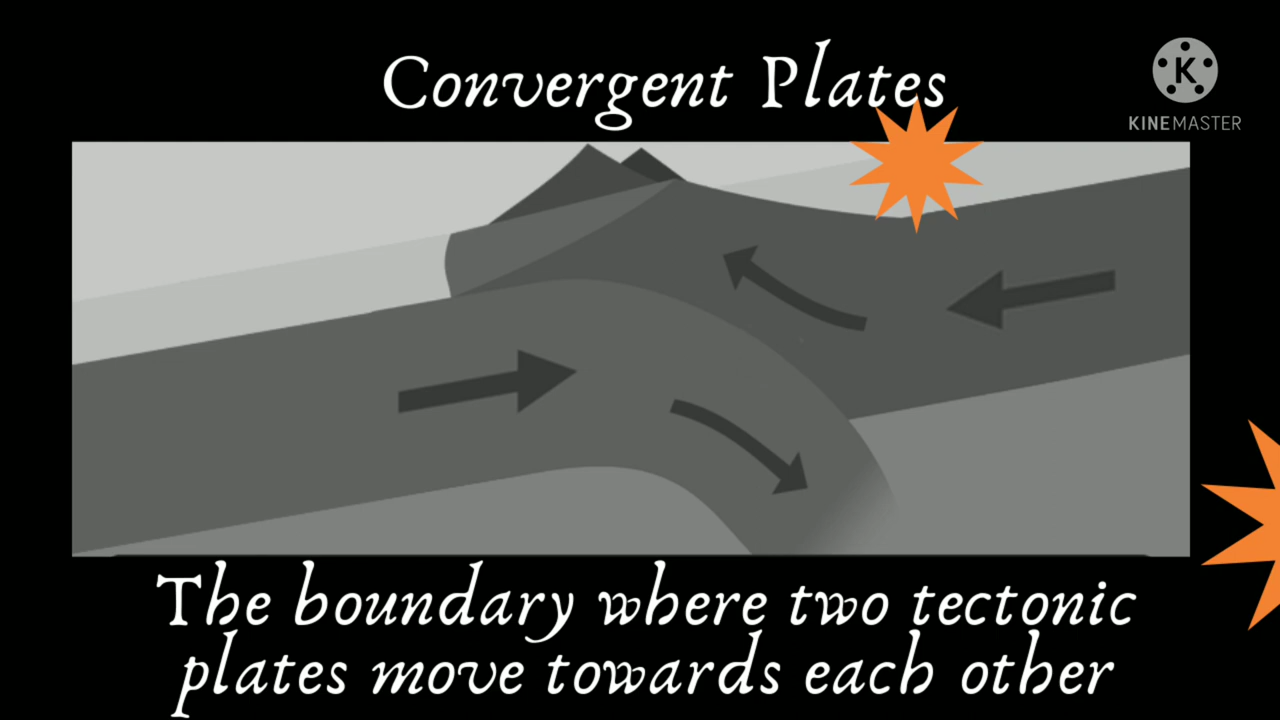 Convergent Plates
K
KINEMASTER
The boundary where two tectonic
plates move towards each other